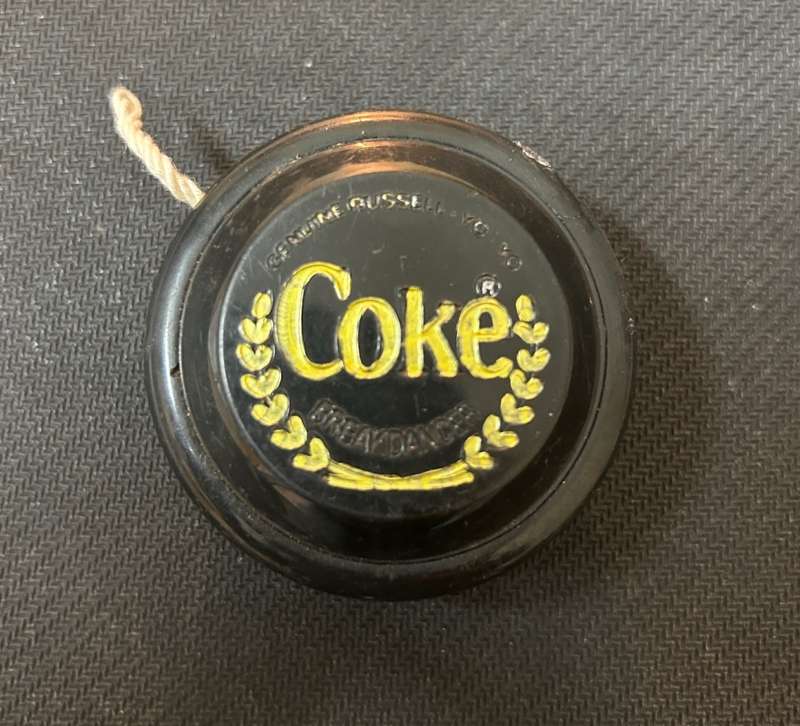 GENUINE RUSSELL · YO YO
Coke®
BREAKDANCER